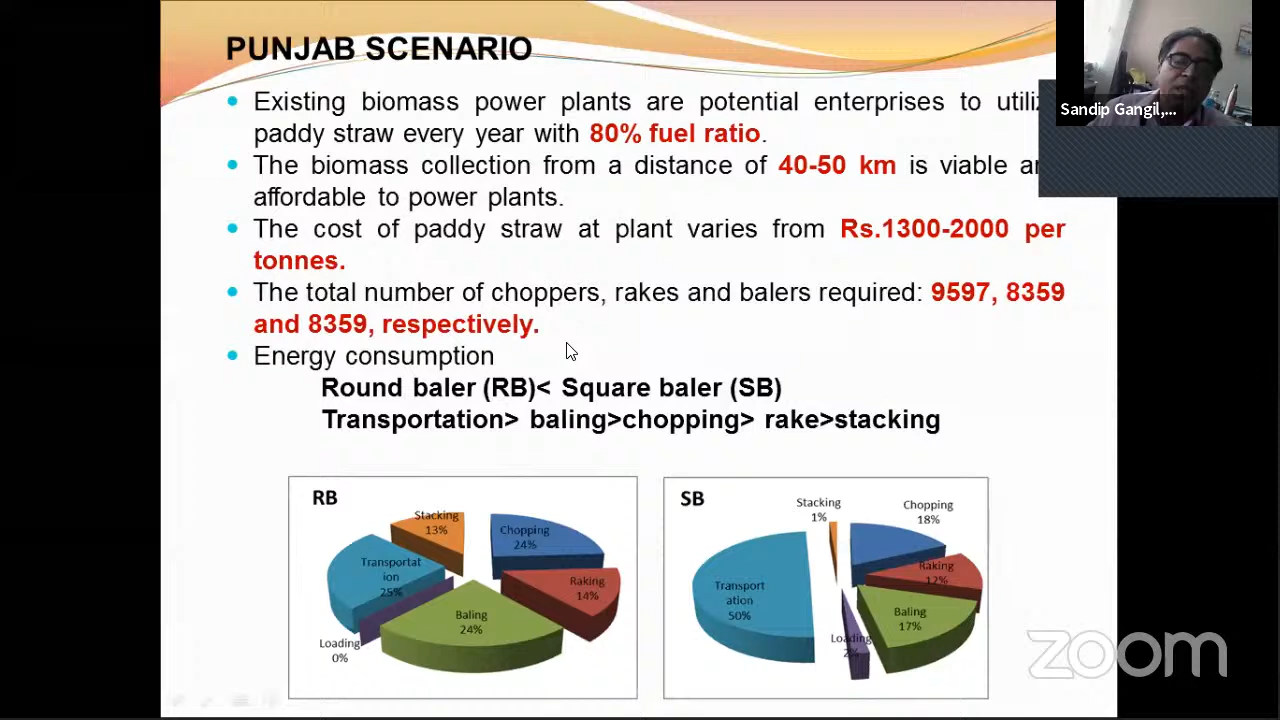 PUNJAB SCENARIO
Existing biomass power plants are potential enterprises to
paddy straw every year with 80% fuel ratio.
The biomass collection from a distance of 40-50 km is viable
affordable to power plants.
The cost of paddy straw at plant varies from Rs.1300-2000 per
tonnes.
The total number of choppers, rakes and balers required: 9597, 8359
and 8359, respectively.
Energy consumption
Round baler (RB)< Square baler (SB)
Transportation> baling>chopping> rake>stacking
RB
Stacking
13%
Chopping
24%
Transportat
ion
25%
Raking
14%
Baling
24%
Loading
0%
SB
Stacking
1%
Chopping
18%
Raking
12%
Transport
ation
50%
Baling
17%
Loading
2%
Sandip Gangil,...
zoom